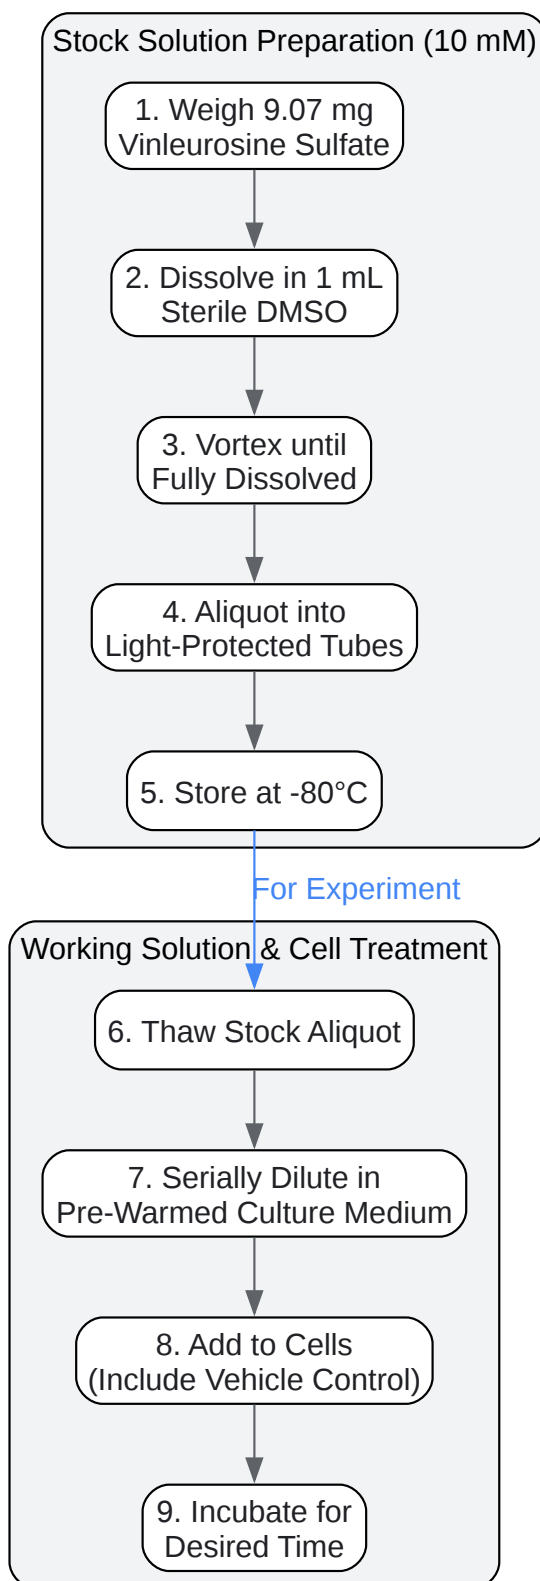 Stock Solution Preparation (10 mM)
1. Weigh 9.07 mg
Vinleurosine Sulfate
2. Dissolve in 1 mL
Sterile DMSO
3. Vortex until
Fully Dissolved
4. Aliquot into
Light-Protected Tubes
5. Store at -80°C
For Experiment
Working Solution & Cell Treatment
6. Thaw Stock Aliquot
7. Serially Dilute in
Pre-Warmed Culture Medium
8. Add to Cells
(Include Vehicle Control)
9. Incubate for
Desired Time